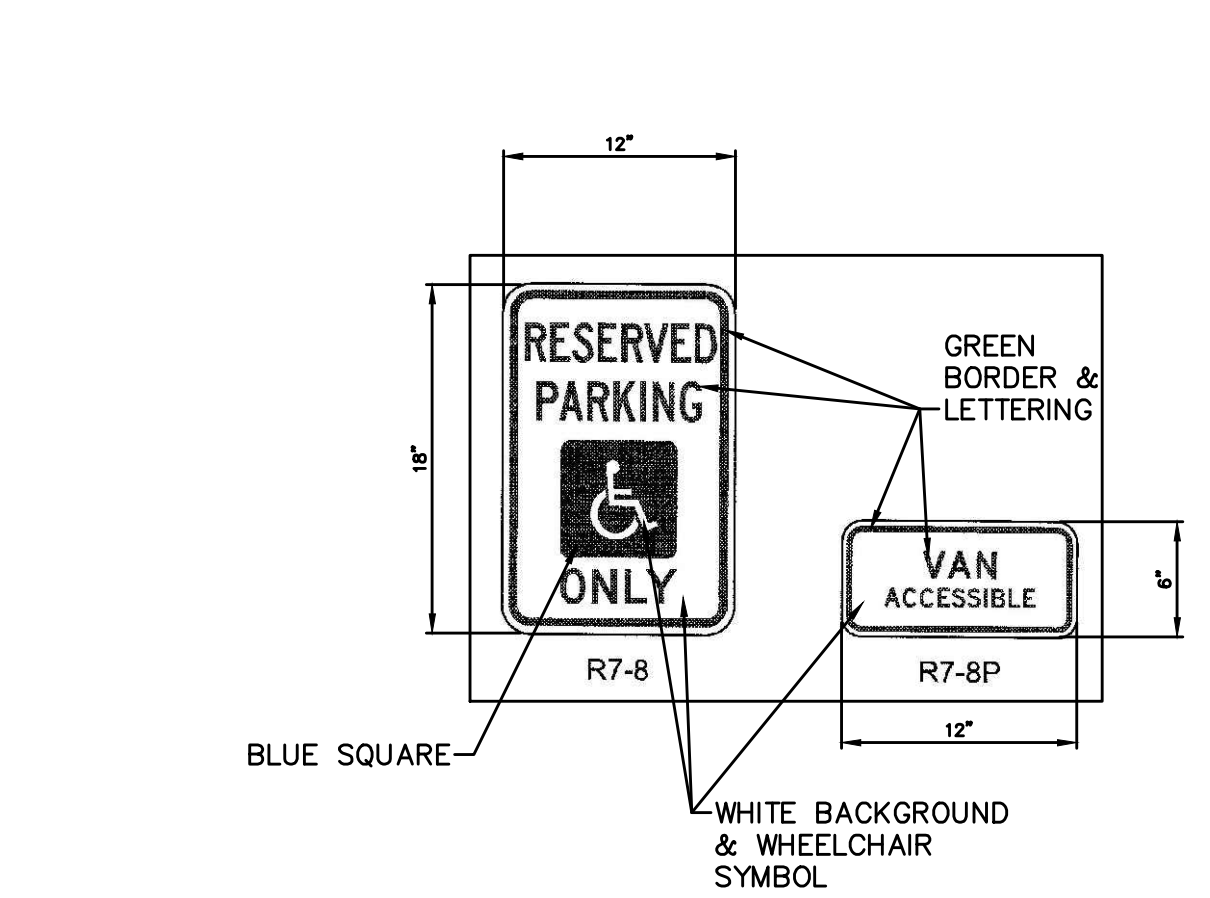 12"
18"
RESERVED
PARKING
ONLY
R7-8
GREEN
BORDER &
LETTERING
VAN
ACCESSIBLE
6"
R7-8P
12"
BLUE SQUARE
WHITE BACKGROUND
& WHEELCHAIR
SYMBOL